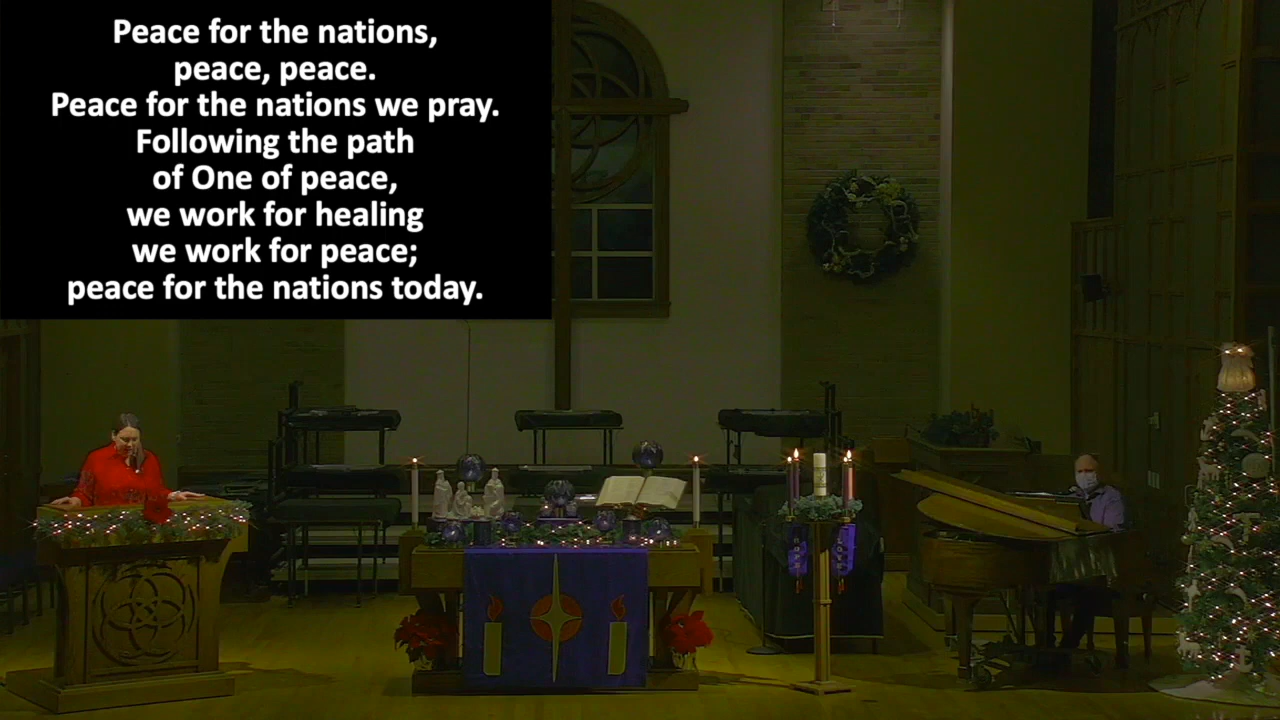 Peace for the nations,
peace, peace.
Peace for the nations we pray.
Following the path
of One of peace,
we work for healing
we work for peace;
peace for the nations today.